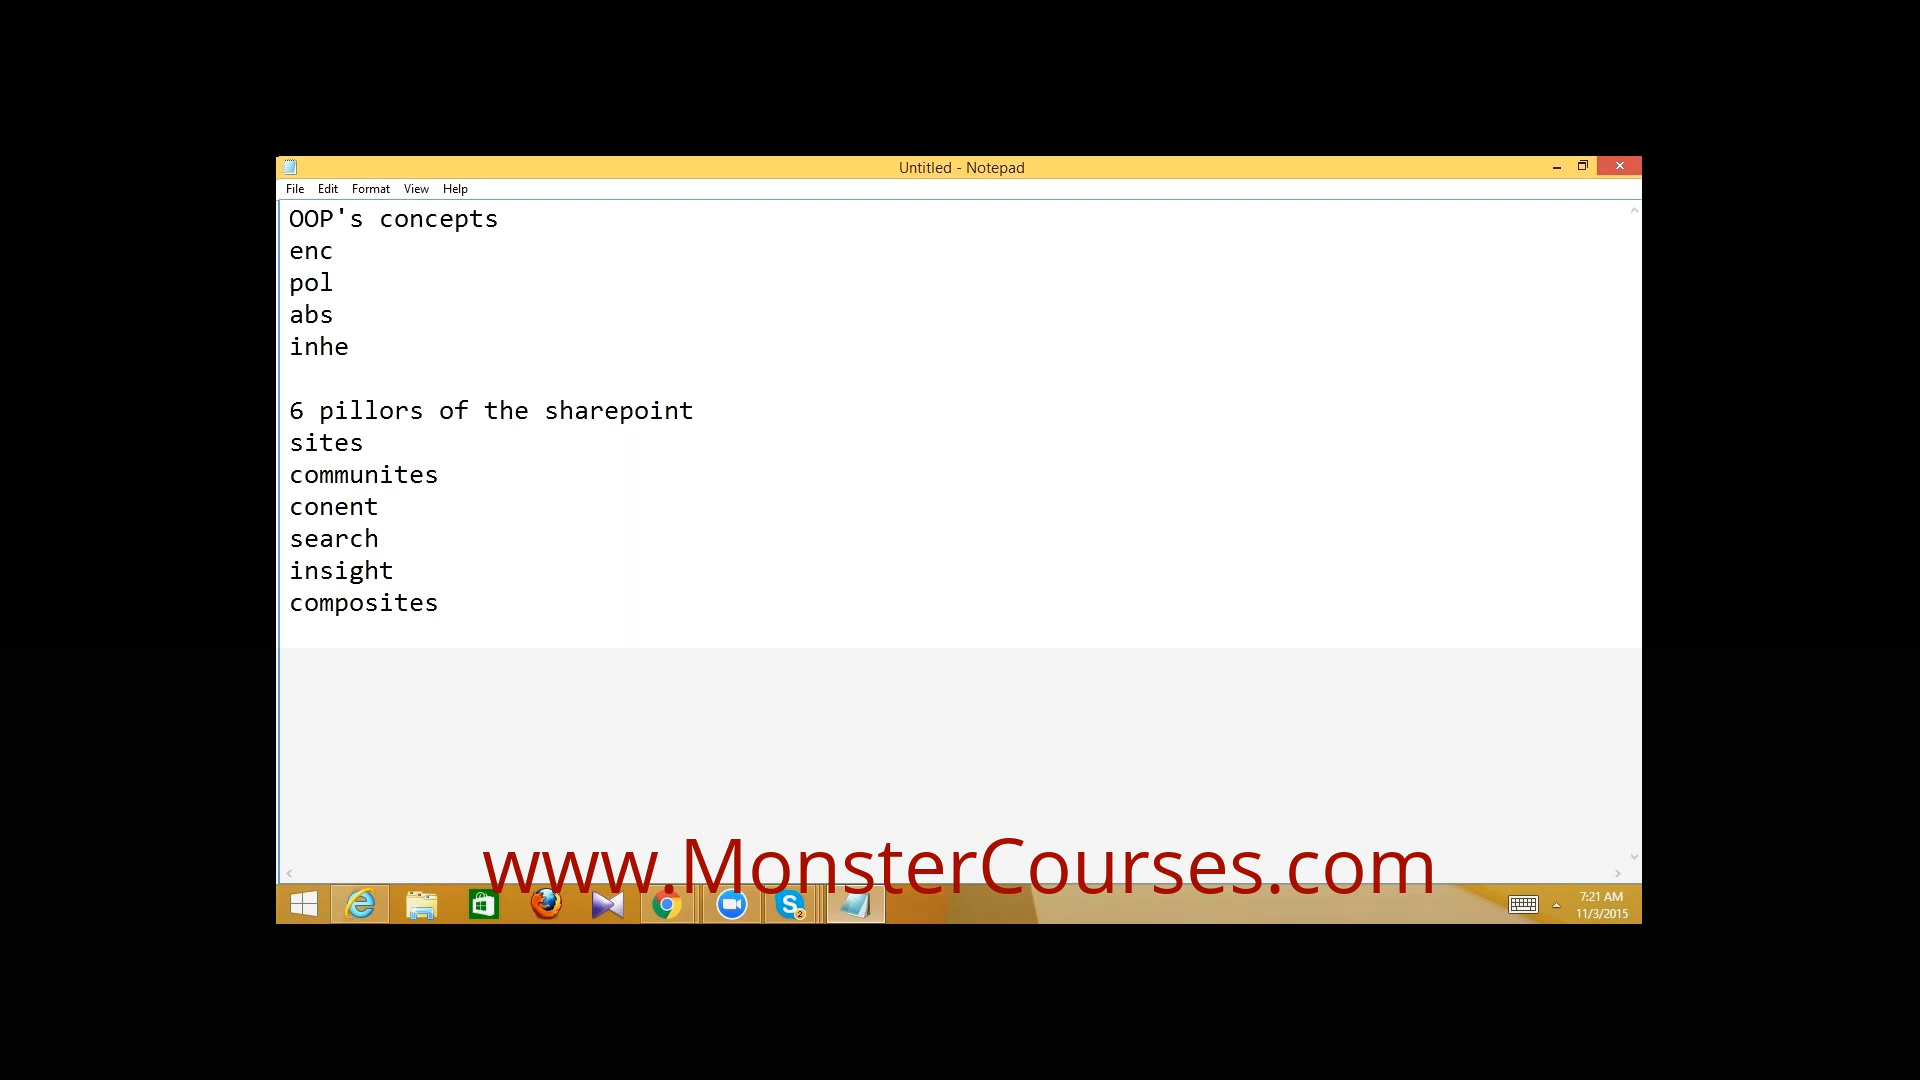 Untitled - Notepad
File Edit Format View Help
OOP's concepts
enc
pol
abs
inhe
6 pillors of the sharepoint
sites
communites
conent
search
insight
composites
www.MonsterCourses.com
2
7:21 AM
11/3/2015